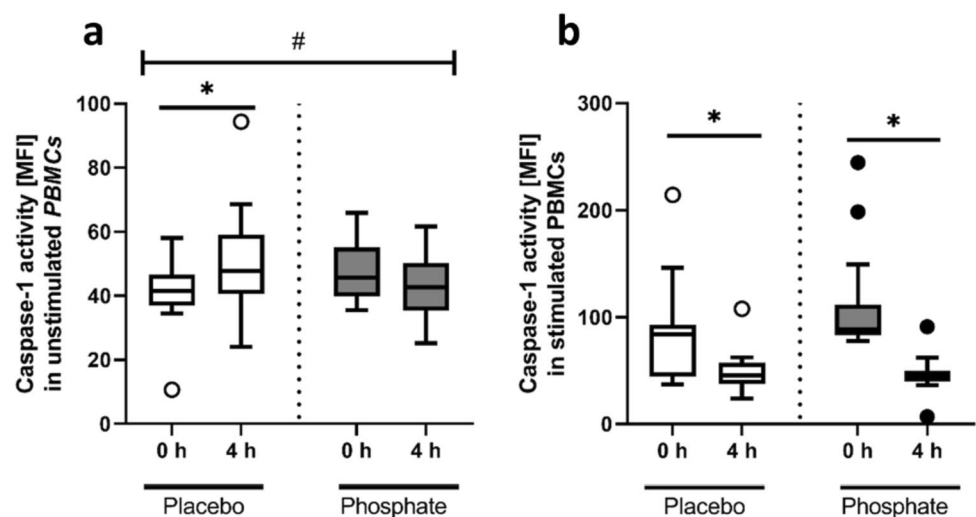 a
#
*
Caspase-1 activity [MFI]
in unstimulated PBMCs
100
80
60
40
20
0
0 h
4 h
0 h
4 h
Placebo
Phosphate
b
*
*
Caspase-1 activity [MFI]
in stimulated PBMCs
300
200
100
0
0 h
4 h
0 h
4 h
Placebo
Phosphate